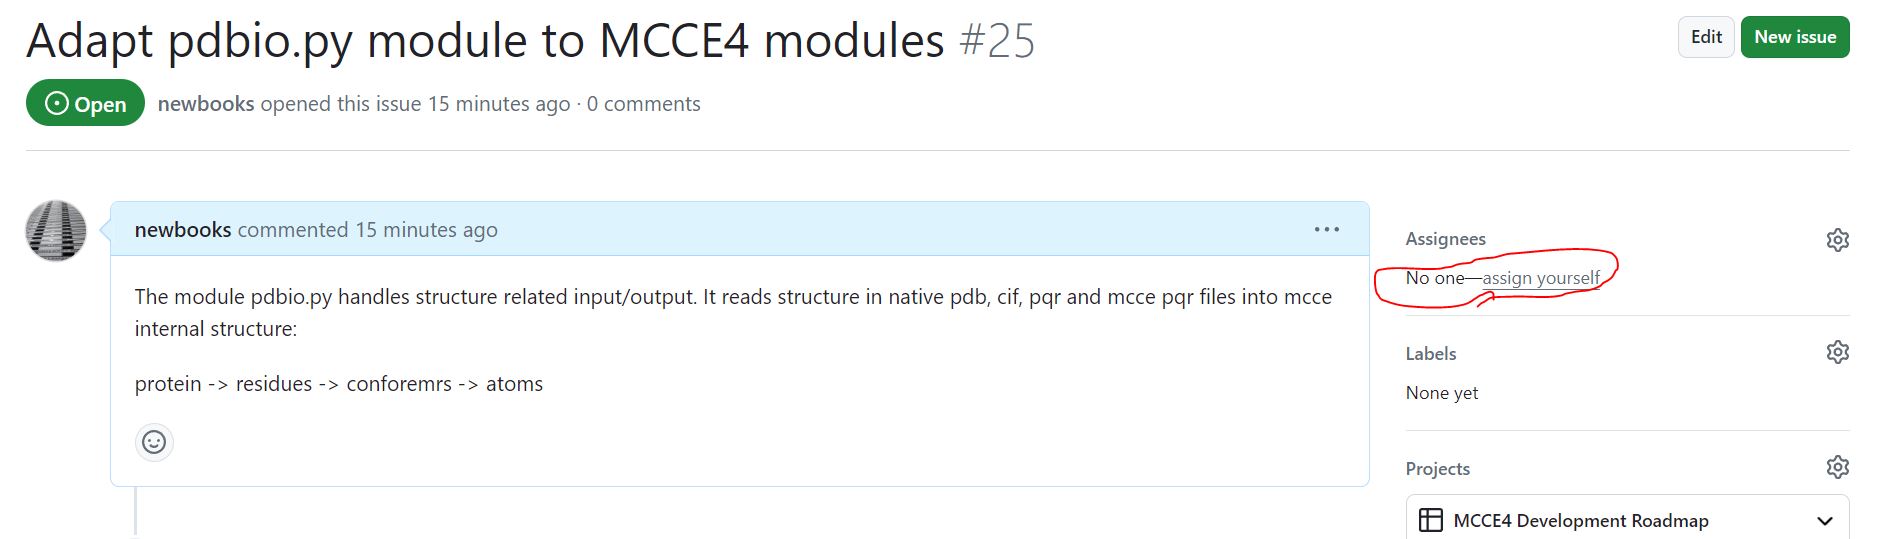 Adapt pdbio.py module to MCCE4 modules #25
Edit
New issue
Open
newbooks opened this issue 15 minutes ago · 0 comments
newbooks commented 15 minutes ago
The module pdbio.py handles structure related input/output. It reads structure in native pdb, cif, pqr and mcce pqr files into mcce
internal structure:
protein -> residues -> conforemrs -> atoms
Assignees
No one—assign yourself
Labels
None yet
Projects
MCCE4 Development Roadmap